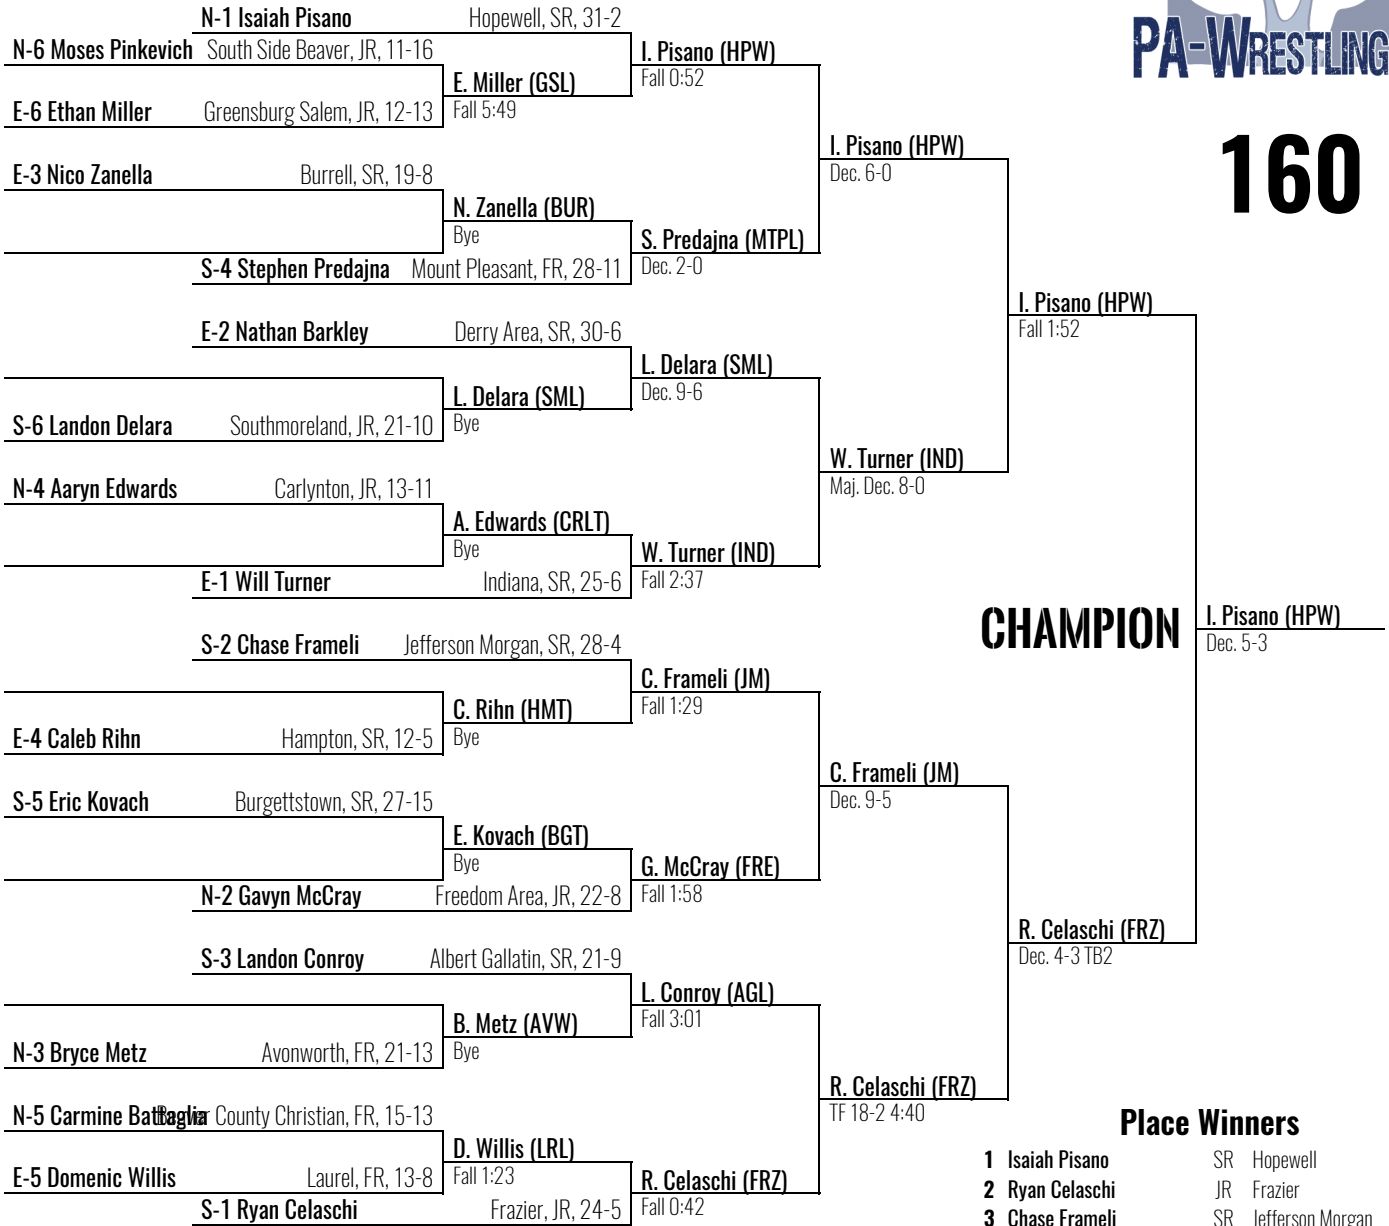 N-1 Isaiah Pisano Hopewell, SR, 31-2
N-6 Moses Pinkevich South Side Beaver, JR, 11-16
I. Pisano (HPW)
Fall 0:52
PA-WRESTLING
E. Miller (GSL)
Fall 5:49
E-6 Ethan Miller Greensburg Salem, JR, 12-13
I. Pisano (HPW)
Dec. 6-0
160
E-3 Nico Zanella Burrell, SR, 19-8
N. Zanella (BUR)
Bye
S. Predajna (MTPL)
Dec. 2-0
S-4 Stephen Predajna Mount Pleasant, FR, 28-11
I. Pisano (HPW)
Fall 1:52
E-2 Nathan Barkley Derry Area, SR, 30-6
L. Delara (SML)
Dec. 9-6
L. Delara (SML)
Bye
S-6 Landon Delara Southmoreland, JR, 21-10
W. Turner (IND)
Maj. Dec. 8-0
N-4 Aaryn Edwards Carlynton, JR, 13-11
A. Edwards (CRLT)
Bye
W. Turner (IND)
Fall 2:37
E-1 Will Turner Indiana, SR, 25-6
CHAMPION
I. Pisano (HPW)
Dec. 5-3
S-2 Chase Frameli Jefferson Morgan, SR, 28-4
C. Frameli (JM)
Fall 1:29
C. Rihn (HMT)
Bye
E-4 Caleb Rihn Hampton, SR, 12-5
C. Frameli (JM)
Dec. 9-5
S-5 Eric Kovach Burgettstown, SR, 27-15
E. Kovach (BGT)
Bye
G. McCray (FRE)
Fall 1:58
N-2 Gavyn McCray Freedom Area, JR, 22-8
R. Celaschi (FRZ)
Dec. 4-3 TB2
S-3 Landon Conroy Albert Gallatin, SR, 21-9
L. Conroy (AGL)
Fall 3:01
B. Metz (AVW)
Bye
N-3 Bryce Metz Avonworth, FR, 21-13
R. Celaschi (FRZ)
TF 18-2 4:40
N-5 Carmine Battaglia Beaver County Christian, FR, 15-13
D. Willis (LRL)
Fall 1:23
E-5 Domenic Willis Laurel, FR, 13-8
R. Celaschi (FRZ)
Fall 0:42
S-1 Ryan Celaschi Frazier, JR, 24-5
Place Winners
1 Isaiah Pisano SR Hopewell
2 Ryan Celaschi JR Frazier
3 Chase Frameli SR Jefferson Morgan